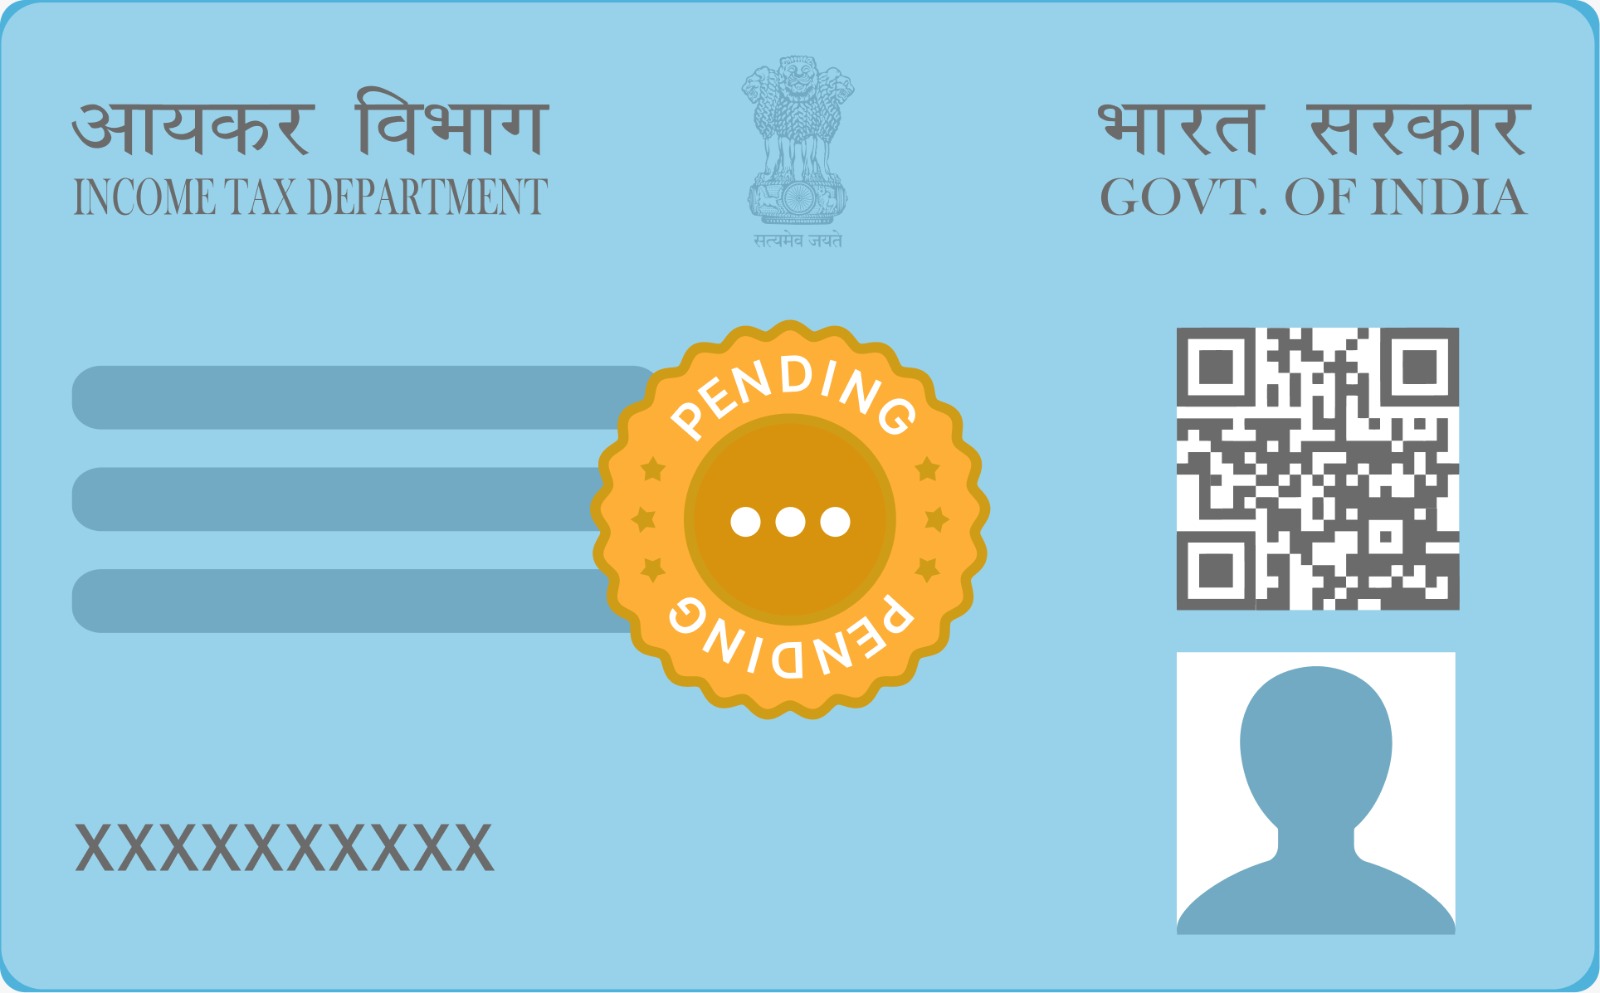 आयकर विभाग
INCOME TAX DEPARTMENT
सत्यमेव जयते
भारत सरकार
GOVT. OF INDIA
PENDING
PENDING
XXXXXXXXXX